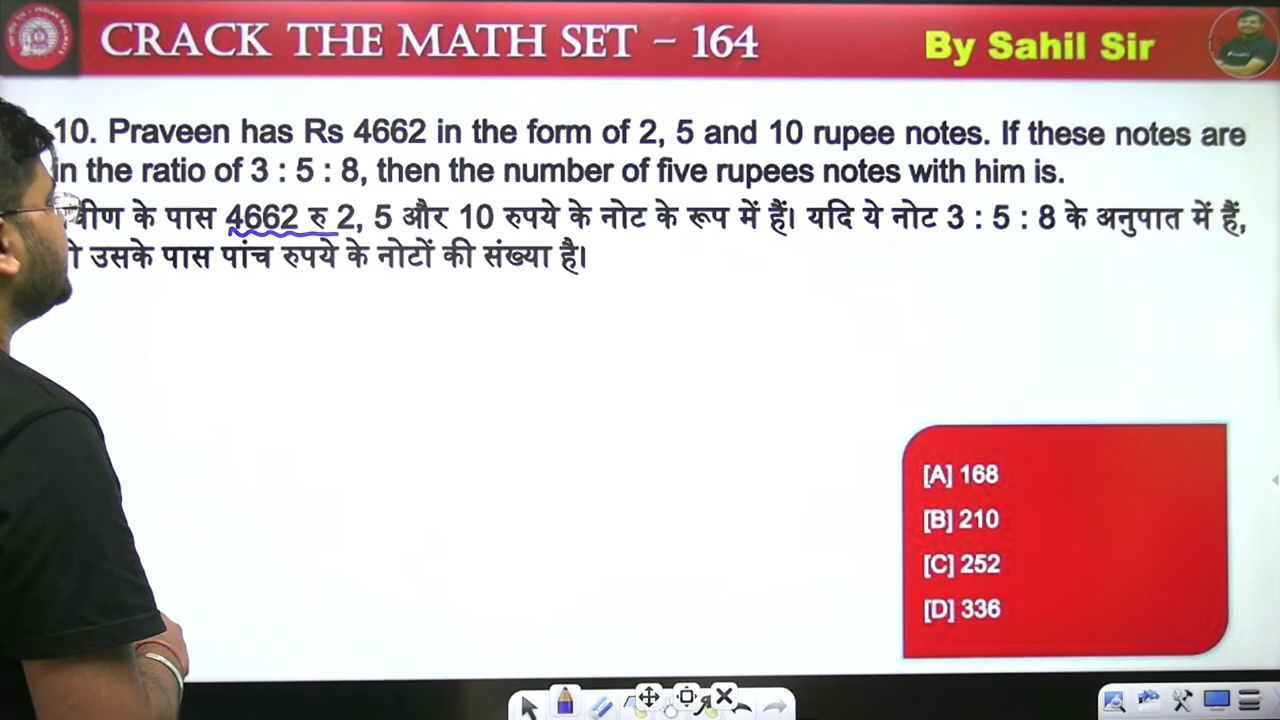 CRACK THE MATH SET – 164
By Sahil Sir
10. Praveen has Rs 4662 in the form of 2, 5 and 10 rupee notes. If these notes are
in the ratio of 3 : 5 : 8, then the number of five rupees notes with him is.
के पास 4662 रु 2, 5 और 10 रुपये के नोट के रूप में हैं। यदि ये नोट 3 : 5 : 8 के अनुपात में हैं,
उसके पास पांच रुपये के नोटों की संख्या है।
[A] 168
[B] 210
[C] 252
[D] 336